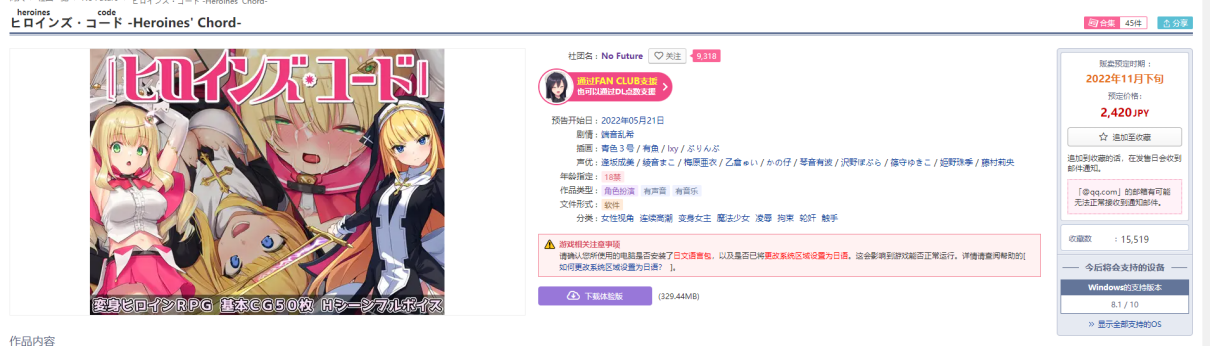 heroines code
ヒロインズ・コード -Heroines' Chord-
合集 45件
分享
ヒロインズ・コード
変身ヒロインRPG 基本CG50枚 Hシーンフルボイス
社团名 : No Future 关注 9,318
通过FAN CLUB支援
也可以通过DL点数支援
预告开始日 : 2022年05月21日
剧情 : 餅音乱希
插画 : 青色３号 / 有魚 / lxy / ぶりんぶ
声优 : 逢坂成美 / 綾音まこ / 梅原亜衣 / 乙倉ゅい / かの仔 / 琴音有波 / 沢野ぽぷら / 篠守ゆきこ / 姫野珠季 / 藤村莉央
年龄指定 : 18禁
作品类型 : 角色扮演 有声音 有音乐
文件形式 : 软件
分类 : 女性视角 连续高潮 变身女主 魔法少女 凌辱 拘束 轮奸 触手
游戏相关注意事项
请确认您所使用的电脑是否安装了日文语言包，以及是否已将更改系统区域设置为日语。这会影响到游戏能否正常运行。详情请查阅帮助的[
如何更改系统区域设置为日语？ ]。
下载体验版 (329.44MB)
贩卖预定时期 :
2022年11月下旬
预定价格:
2,420 JPY
追加至收藏
追加到收藏的话，在发售日会收到
邮件通知。
「@qq.com」的邮箱有可能
无法正常接收到通知邮件。
收藏数 : 15,519
今后将会支持的设备
Windows的支持版本
8.1 / 10
» 显示全部支持的OS
作品内容